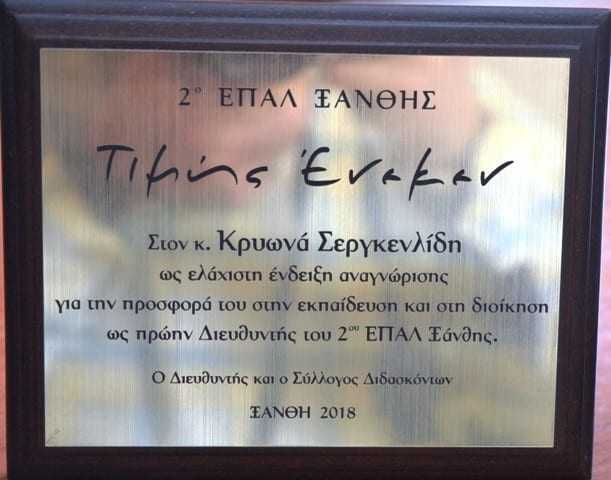 2ο ΕΠΑΛ ΞΑΝΘΗΣ
Τιμής Ένεκεν
Στον κ. Κρυωνά Σεργκενλίδη
ως ελάχιστη ένδειξη αναγνώρισης
για την προσφορά του στην εκπαίδευση και στη διοίκηση
ως πρώην Διευθυντής του 2ου ΕΠΑΛ Ξάνθης.
Ο Διευθυντής και ο Σύλλογος Διδασκόντων
ΞΑΝΘΗ 2018